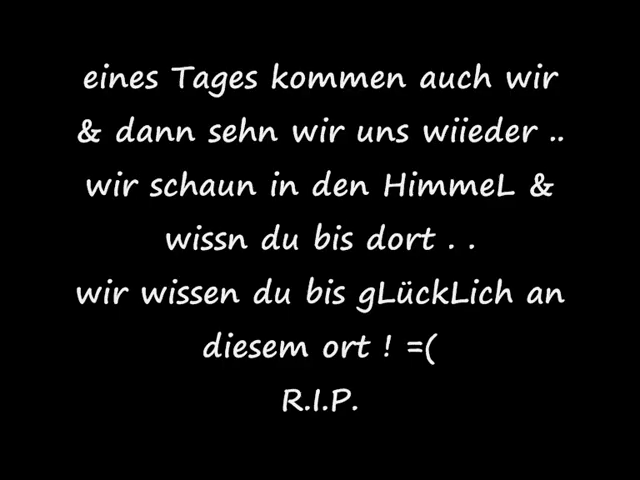 eines Tages kommen auch wir
& dann sehn wir uns wiieder ..
wir schaun in den HimmeL &
wissn du bis dort . .
wir wissen du bis gLückLich an
diesem ort ! =(
R.I.P.